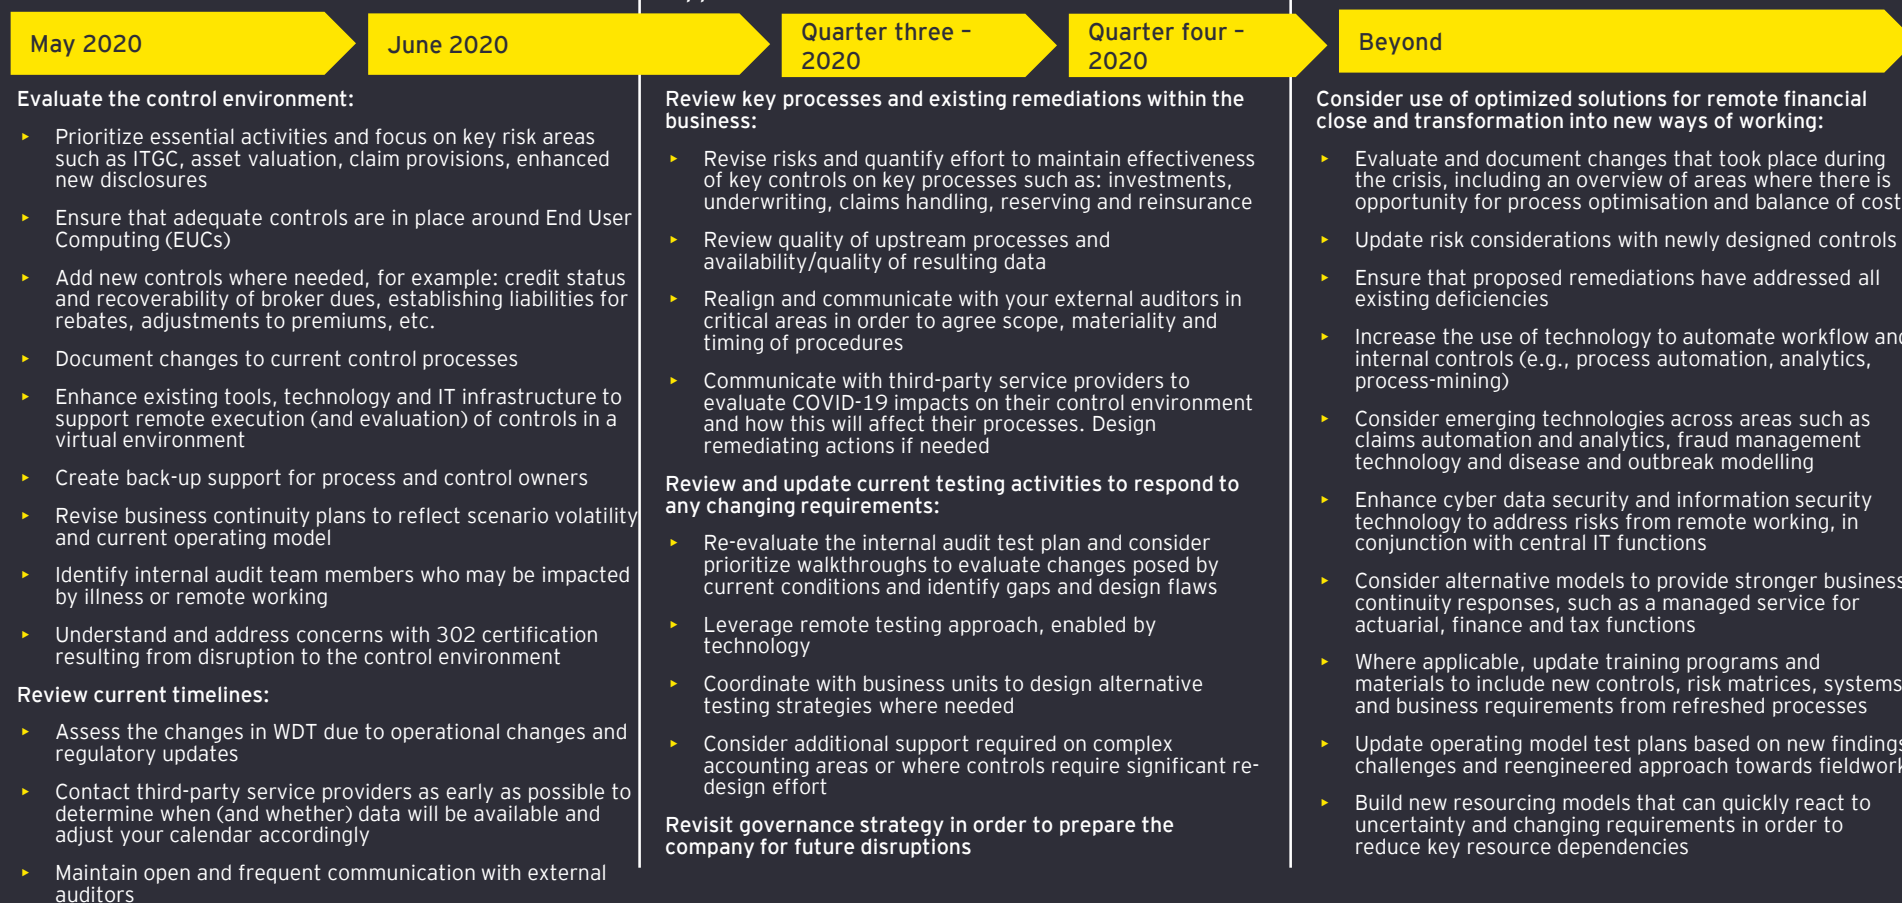 May 2020
June 2020
Quarter three –
2020
Quarter four –
2020
Beyond
Evaluate the control environment:
▸ Prioritize essential activities and focus on key risk areas
such as ITGC, asset valuation, claim provisions, enhanced
new disclosures
▸ Ensure that adequate controls are in place around End User
Computing (EUCs)
▸ Add new controls where needed, for example: credit status
and recoverability of broker dues, establishing liabilities for
rebates, adjustments to premiums, etc.
▸ Document changes to current control processes
▸ Enhance existing tools, technology and IT infrastructure to
support remote execution (and evaluation) of controls in a
virtual environment
▸ Create back-up support for process and control owners
▸ Revise business continuity plans to reflect scenario volatility
and current operating model
▸ Identify internal audit team members who may be impacted
by illness or remote working
▸ Understand and address concerns with 302 certification
resulting from disruption to the control environment
Review current timelines:
▸ Assess the changes in WDT due to operational changes and
regulatory updates
▸ Contact third-party service providers as early as possible to
determine when (and whether) data will be available and
adjust your calendar accordingly
▸ Maintain open and frequent communication with external
auditors
Review key processes and existing remediations within the
business:
▸ Revise risks and quantify effort to maintain effectiveness
of key controls on key processes such as: investments,
underwriting, claims handling, reserving and reinsurance
▸ Review quality of upstream processes and
availability/quality of resulting data
▸ Realign and communicate with your external auditors in
critical areas in order to agree scope, materiality and
timing of procedures
▸ Communicate with third-party service providers to
evaluate COVID-19 impacts on their control environment
and how this will affect their processes. Design
remediating actions if needed
Review and update current testing activities to respond to
any changing requirements:
▸ Re-evaluate the internal audit test plan and consider
prioritize walkthroughs to evaluate changes posed by
current conditions and identify gaps and design flaws
▸ Leverage remote testing approach, enabled by
technology
▸ Coordinate with business units to design alternative
testing strategies where needed
▸ Consider additional support required on complex
accounting areas or where controls require significant re-
design effort
Revisit governance strategy in order to prepare the
company for future disruptions
Consider use of optimized solutions for remote financial
close and transformation into new ways of working:
▸ Evaluate and document changes that took place during
the crisis, including an overview of areas where there is
opportunity for process optimisation and balance of cost
▸ Update risk considerations with newly designed controls
▸ Ensure that proposed remediations have addressed all
existing deficiencies
▸ Increase the use of technology to automate workflow and
internal controls (e.g., process automation, analytics,
process-mining)
▸ Consider emerging technologies across areas such as
claims automation and analytics, fraud management
technology and disease and outbreak modelling
▸ Enhance cyber data security and information security
technology to address risks from remote working, in
conjunction with central IT functions
▸ Consider alternative models to provide stronger business
continuity responses, such as a managed service for
actuarial, finance and tax functions
▸ Where applicable, update training programs and
materials to include new controls, risk matrices, systems
and business requirements from refreshed processes
▸ Update operating model test plans based on new findings
challenges and reengineered approach towards fieldwork
▸ Build new resourcing models that can quickly react to
uncertainty and changing requirements in order to
reduce key resource dependencies